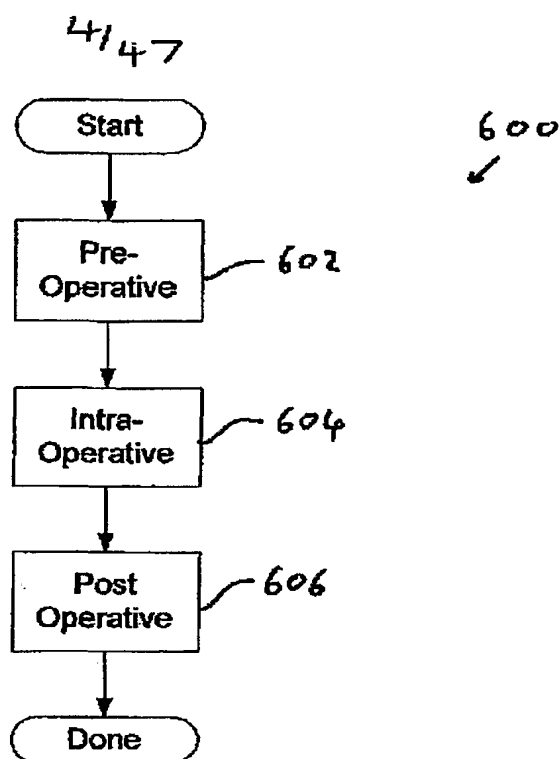 4/47
Start
600
Pre-
Operative
602
Intra-
Operative
604
Post
Operative
606
Done